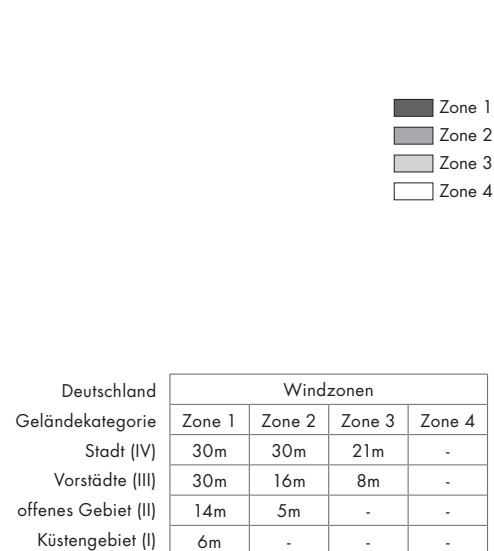 Zone 1
Zone 2
Zone 3
Zone 4
Deutschland Windzonen
Geländekategorie Zone 1 Zone 2 Zone 3 Zone 4
Stadt (IV) 30m 30m 21m -
Vorstädte (III) 30m 16m 8m -
offenes Gebiet (II) 14m 5m - -
Küstengebiet (I) 6m - - -